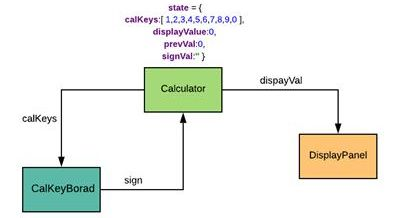 state = {
calKeys:[ 1,2,3,4,5,6,7,8,9,0 ],
displayValue:0,
prevVal:0,
signVal:'' }
Calculator
dispayVal
calKeys
DisplayPanel
CalKeyBorad
sign